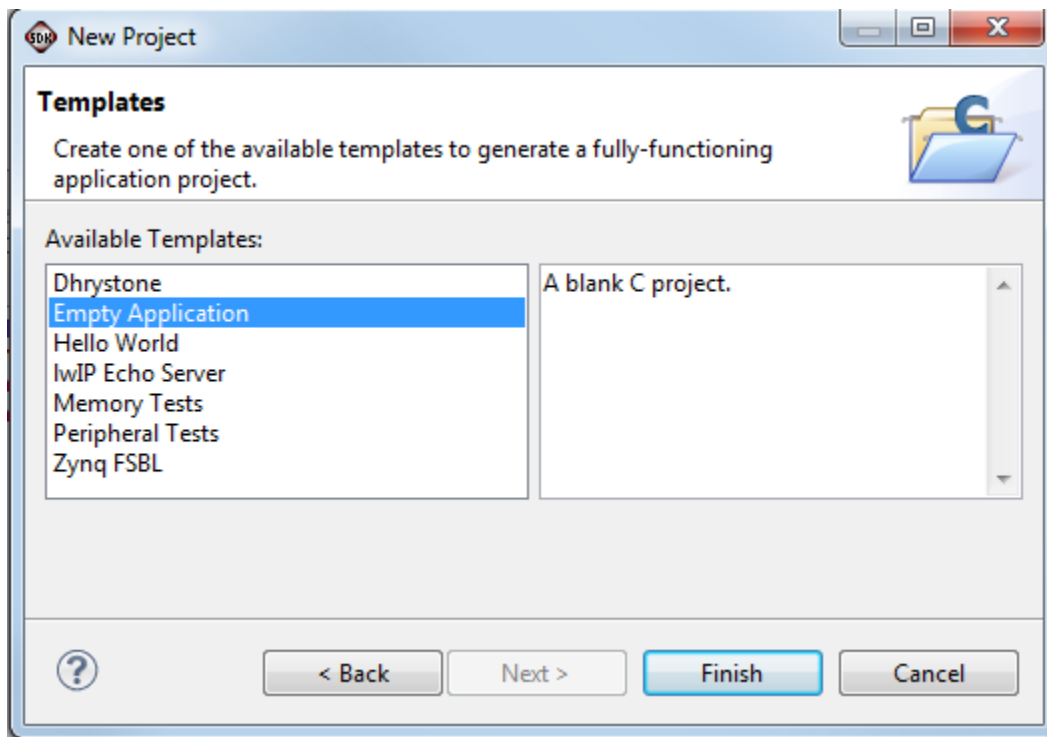 SDK New Project
Templates
Create one of the available templates to generate a fully-functioning
application project.
C
Available Templates:
Dhrystone
Empty Application
Hello World
lwIP Echo Server
Memory Tests
Peripheral Tests
Zynq FSBL
A blank C project.
?
< Back
Next >
Finish
Cancel